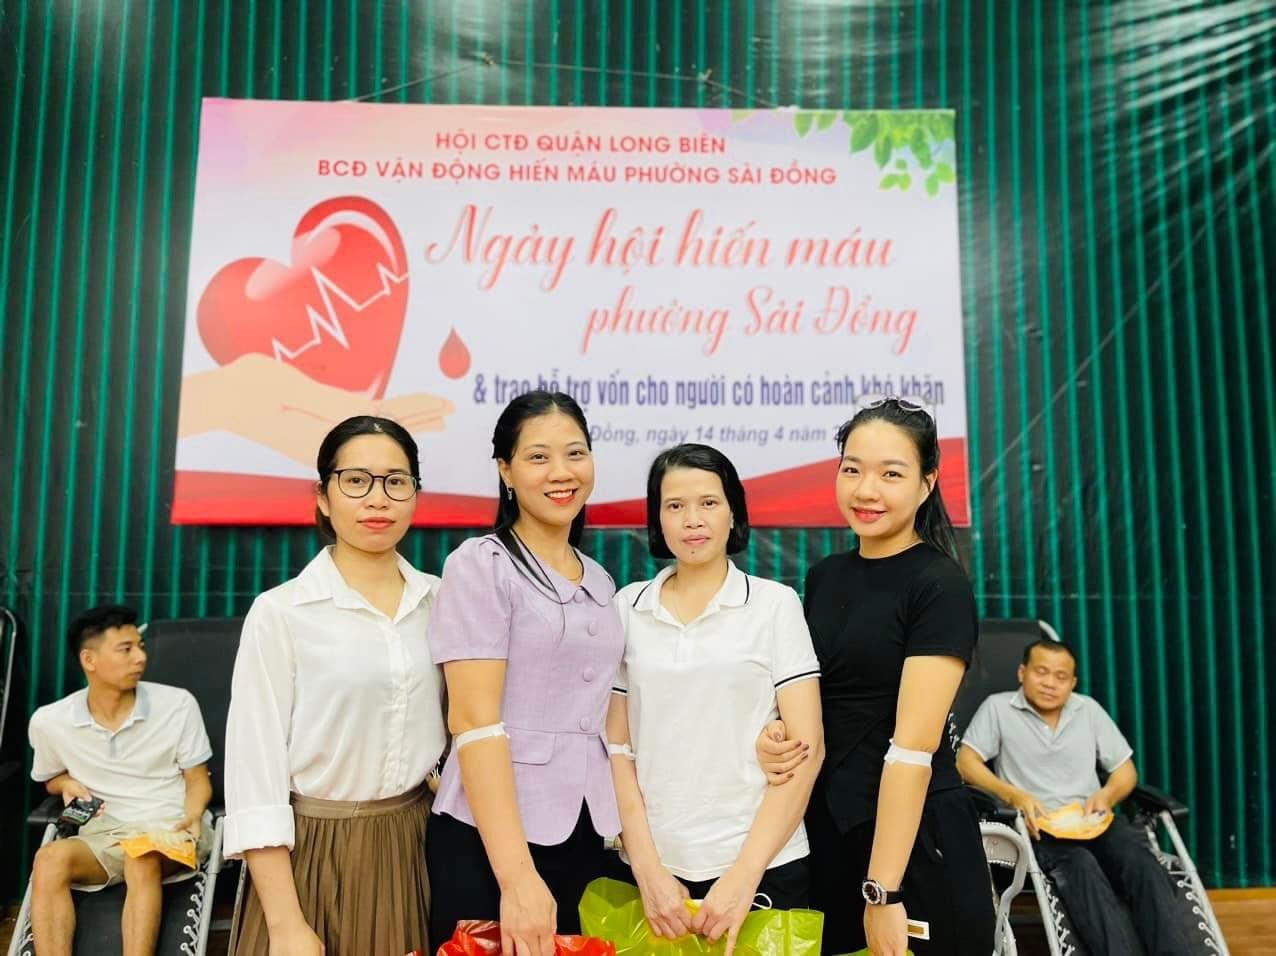 HỘI CTĐ QUẬN LONG BIÊN
BCĐ VẬN ĐỘNG HIẾN MÁU PHƯỜNG SÀI ĐỒNG
Ngày hội hiến máu
phường Sài Đồng
& trao hỗ trợ vốn cho người có hoàn cảnh khó khăn
Đồng, ngày 14 tháng 4 năm